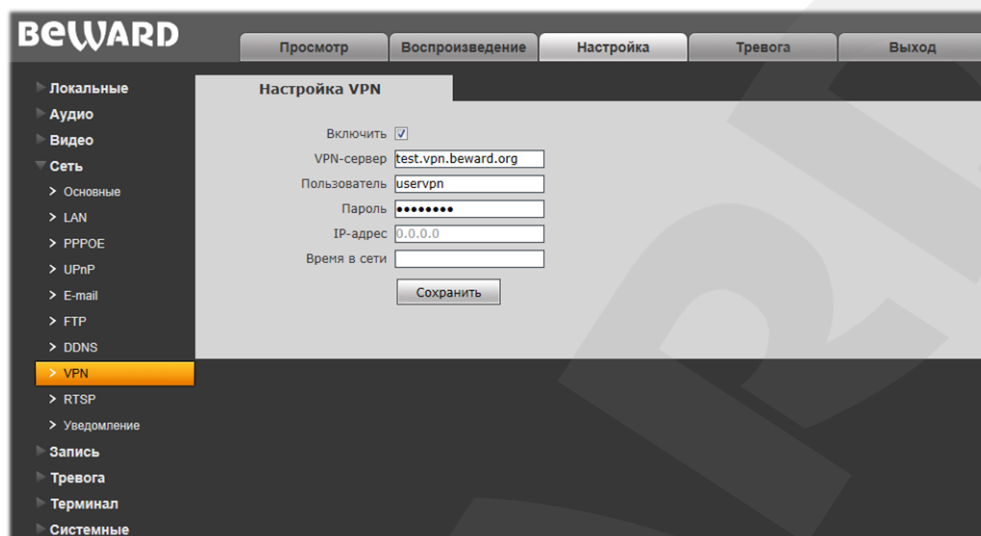 BEWARD
Просмотр Воспроизведение Настройка Тревога Выход
Локальные
Аудио
Видео
Сеть
> Основные
> LAN
> PPPOE
> UPnP
> E-mail
> FTP
> DDNS
> VPN
> RTSP
> Уведомление
Запись
Тревога
Терминал
Системные
Настройка VPN
Включить
VPN-сервер test.vpn.beward.org
Пользователь uservpn
Пароль ••••••••
IP-адрес 0.0.0.0
Время в сети
Сохранить